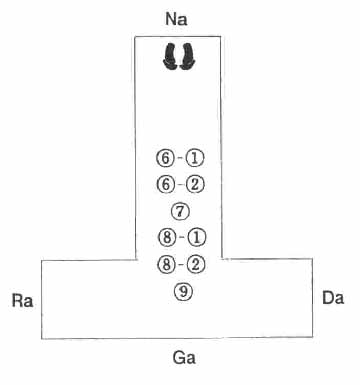 Na
⑥-①
⑥-②
⑦
⑧-①
⑧-②
⑨
Ra
Da
Ga